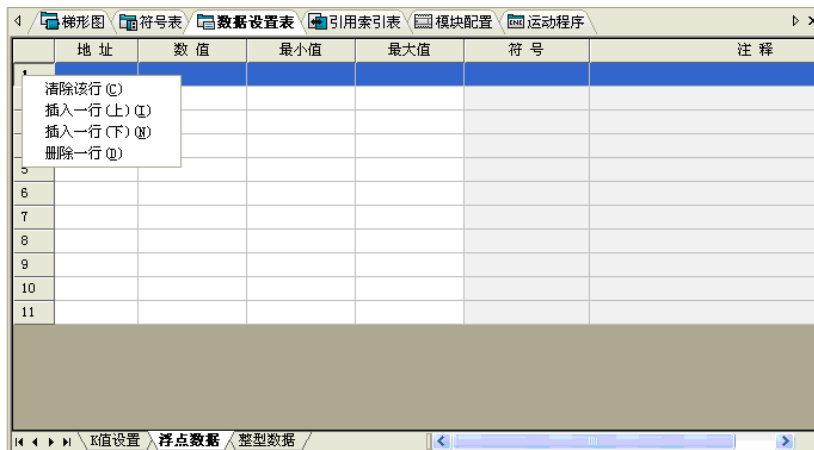 梯形图 符号表 数据设置表 引用索引表 模块配置 运动程序
地 址 数 值 最小值 最大值 符 号 注 释
1
清除该行(C)
插入一行(上)(I)
插入一行(下)(N)
删除一行(D)
5
6
7
8
9
10
11
K值设置 浮点数据 整型数据